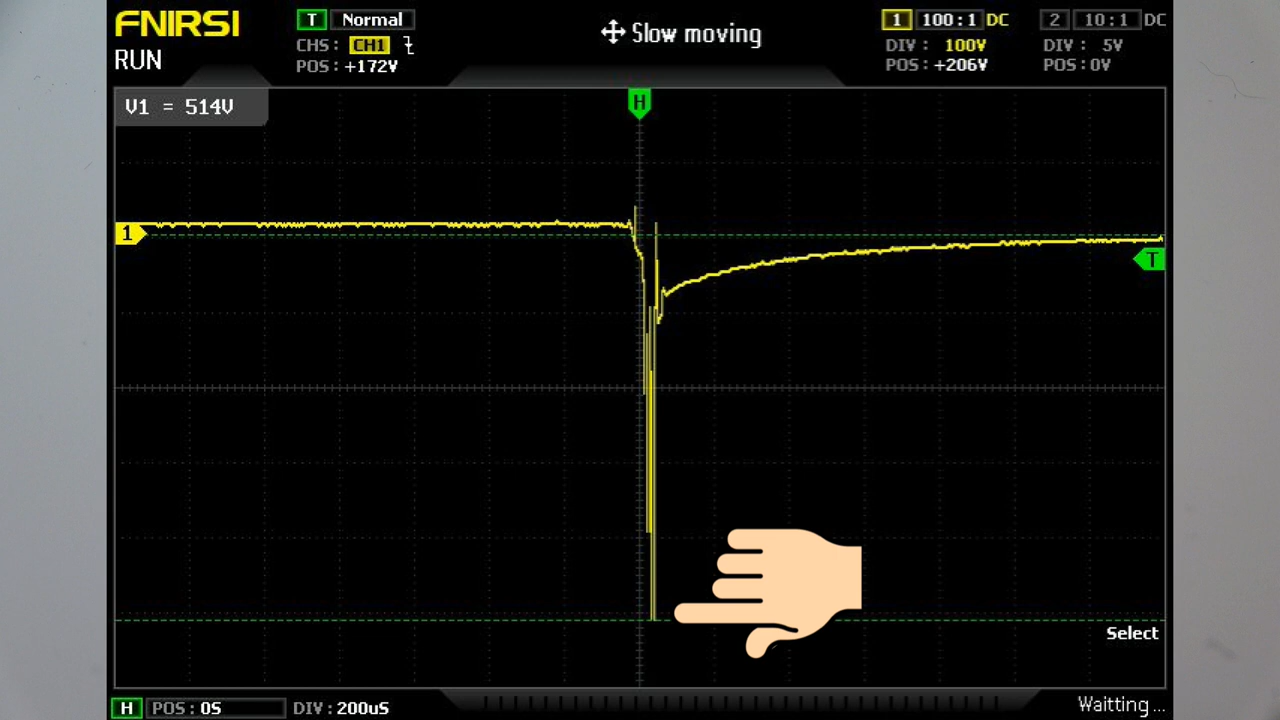 FNIRSI
RUN
T Normal
CHS: CH1
POS: +172V
Slow moving
1 100:1 DC
DIV: 100V
POS: +206V
2 10:1 DC
DIV: 5V
POS: 0V
V1 = 514V
H
1
T
Select
H POS: 0S DIV: 200uS
Waitting...